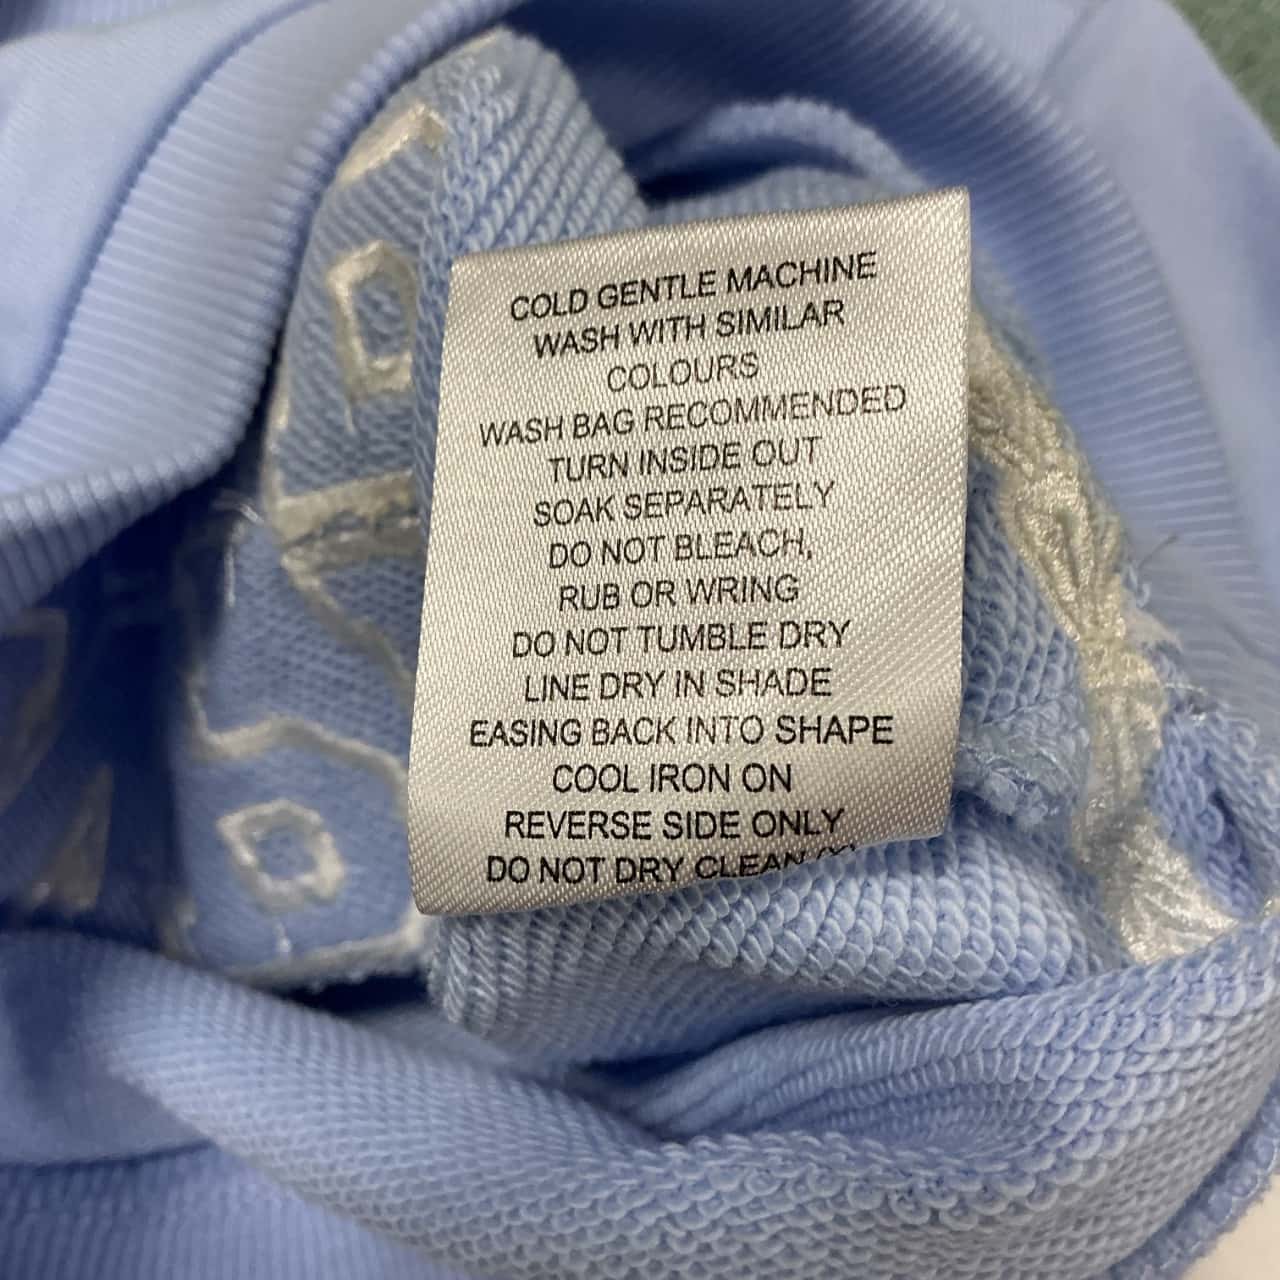 COLD GENTLE MACHINE
WASH WITH SIMILAR
COLOURS
WASH BAG RECOMMENDED
TURN INSIDE OUT
SOAK SEPARATELY
DO NOT BLEACH,
RUB OR WRING
DO NOT TUMBLE DRY
LINE DRY IN SHADE
EASING BACK INTO SHAPE
COOL IRON ON
REVERSE SIDE ONLY
DO NOT DRY CLEAN